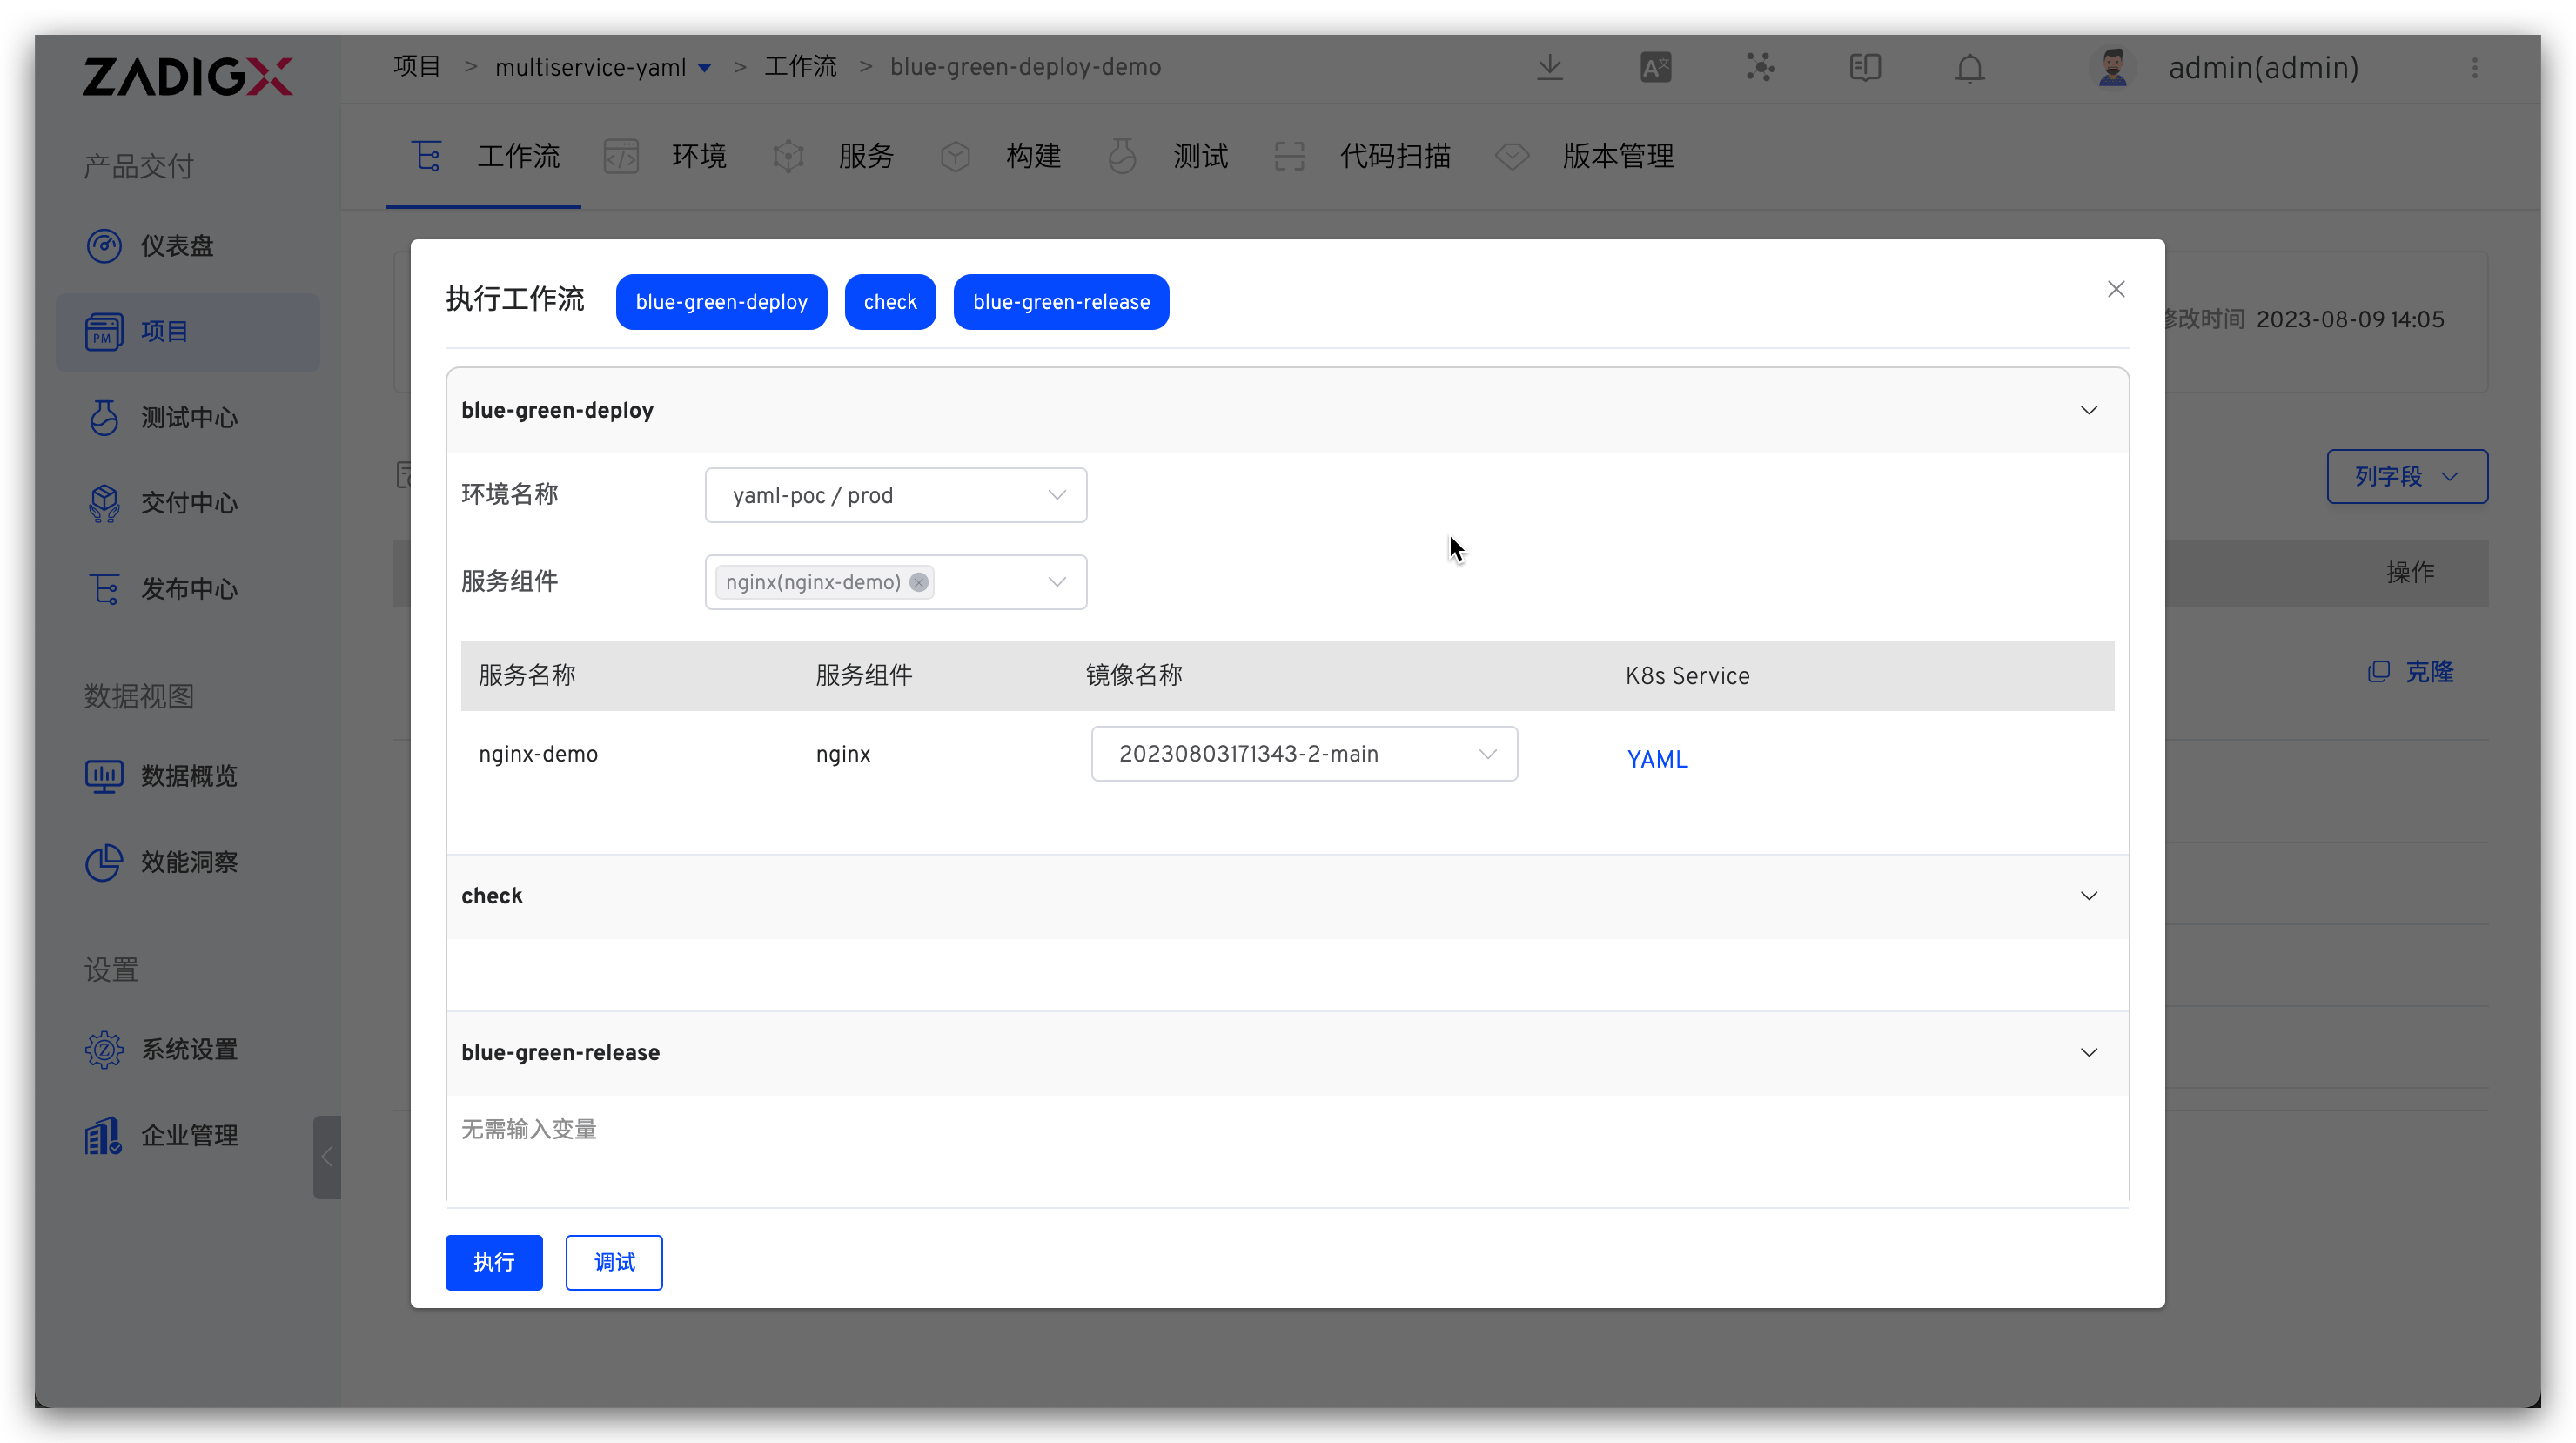 ZADIGX
项目 > multiservice-yaml > 工作流 > blue-green-deploy-demo
admin(admin)
产品交付
仪表盘
项目
测试中心
交付中心
发布中心
数据视图
数据概览
效能洞察
设置
系统设置
企业管理
工作流 环境 服务 构建 测试 代码扫描 版本管理
修改时间 2023-08-09 14:05
列字段
操作
克隆
执行工作流 blue-green-deploy check blue-green-release
blue-green-deploy
环境名称 yaml-poc / prod
服务组件 nginx(nginx-demo)
服务名称 服务组件 镜像名称 K8s Service
nginx-demo nginx 20230803171343-2-main YAML
check
blue-green-release
无需输入变量
执行 调试